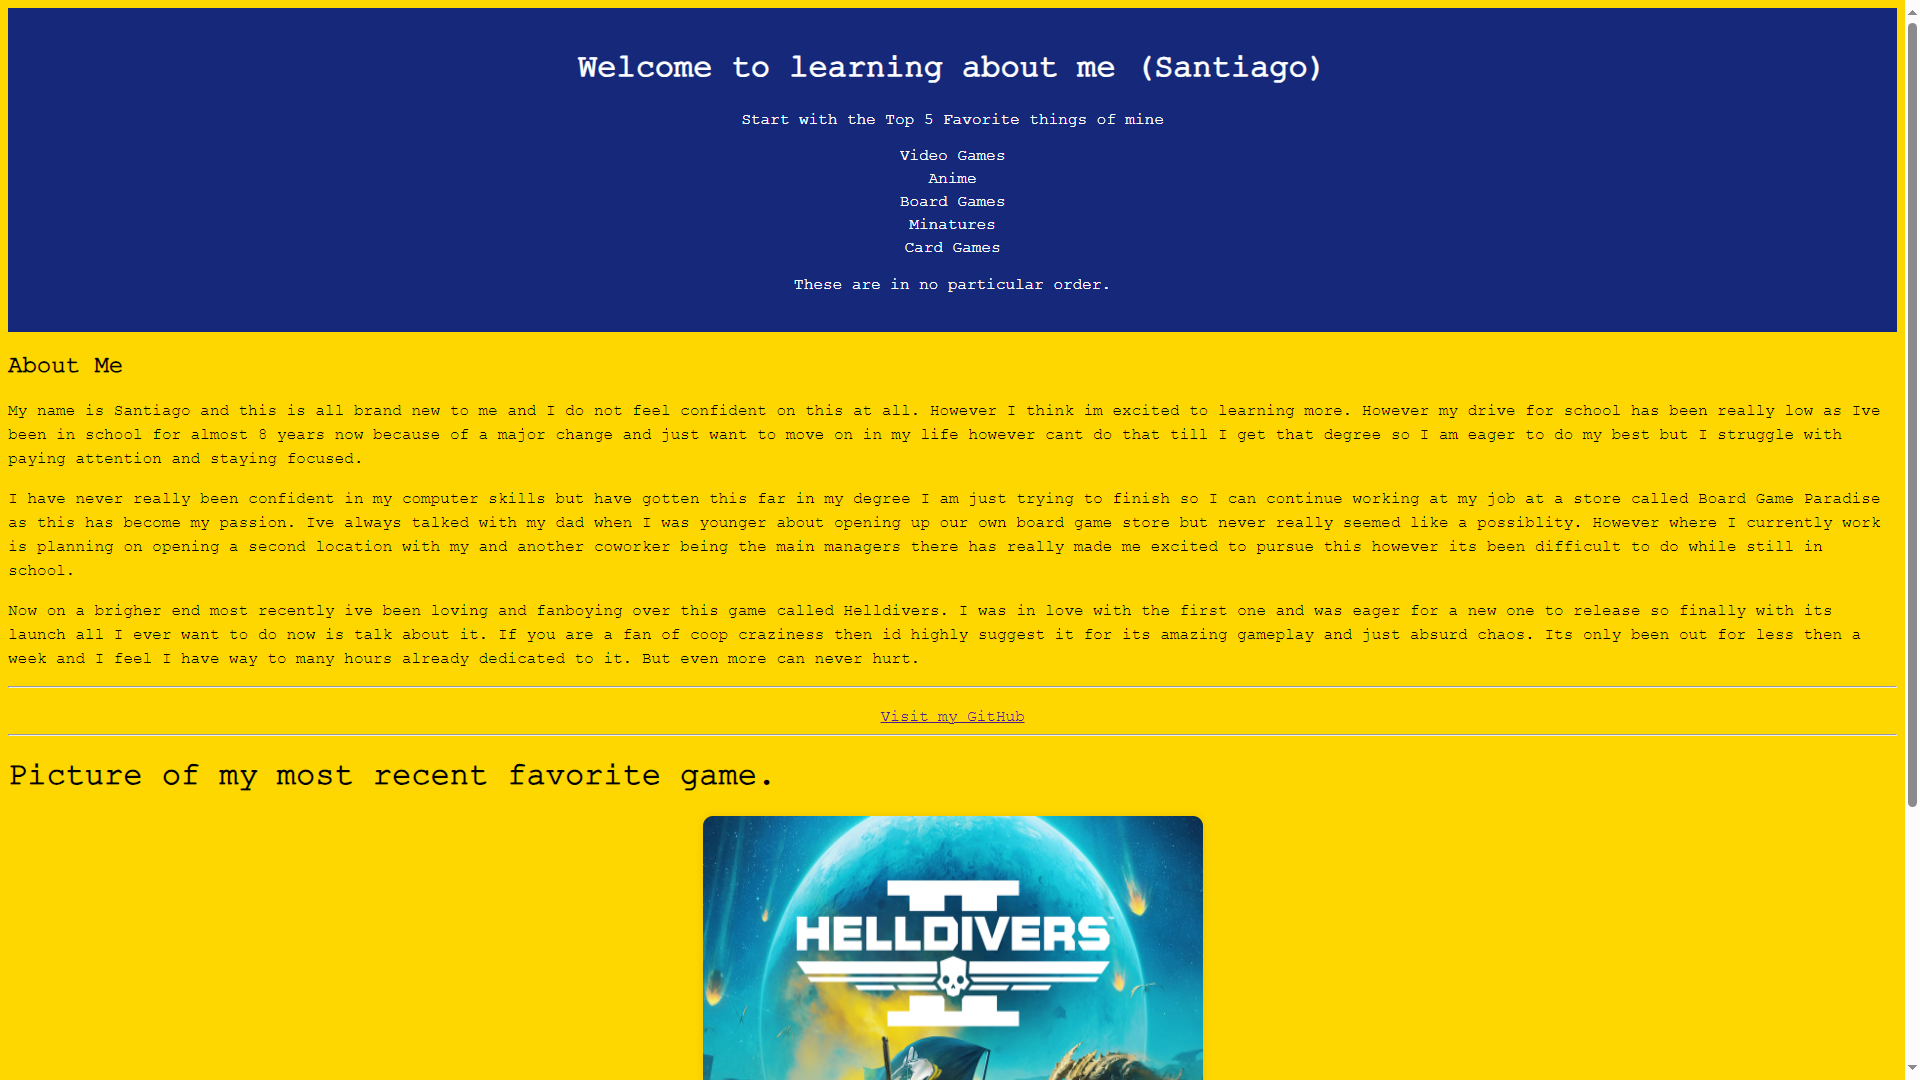 Welcome to learning about me (Santiago)
Start with the Top 5 Favorite things of mine
Video Games
Anime
Board Games
Minatures
Card Games
These are in no particular order.
About Me
My name is Santiago and this is all brand new to me and I do not feel confident on this at all. However I think im excited to learning more. However my drive for school has been really low as Ive
been in school for almost 8 years now because of a major change and just want to move on in my life however cant do that till I get that degree so I am eager to do my best but I struggle with
paying attention and staying focused.
I have never really been confident in my computer skills but have gotten this far in my degree I am just trying to finish so I can continue working at my job at a store called Board Game Paradise
as this has become my passion. Ive always talked with my dad when I was younger about opening up our own board game store but never really seemed like a possiblity. However where I currently work
is planning on opening a second location with my and another coworker being the main managers there has really made me excited to pursue this however its been difficult to do while still in
school.
Now on a brigher end most recently ive been loving and fanboying over this game called Helldivers. I was in love with the first one and was eager for a new one to release so finally with its
launch all I ever want to do now is talk about it. If you are a fan of coop craziness then id highly suggest it for its amazing gameplay and just absurd chaos. Its only been out for less then a
week and I feel I have way to many hours already dedicated to it. But even more can never hurt.
Visit my GitHub
Picture of my most recent favorite game.
HELLDIVERS™
II